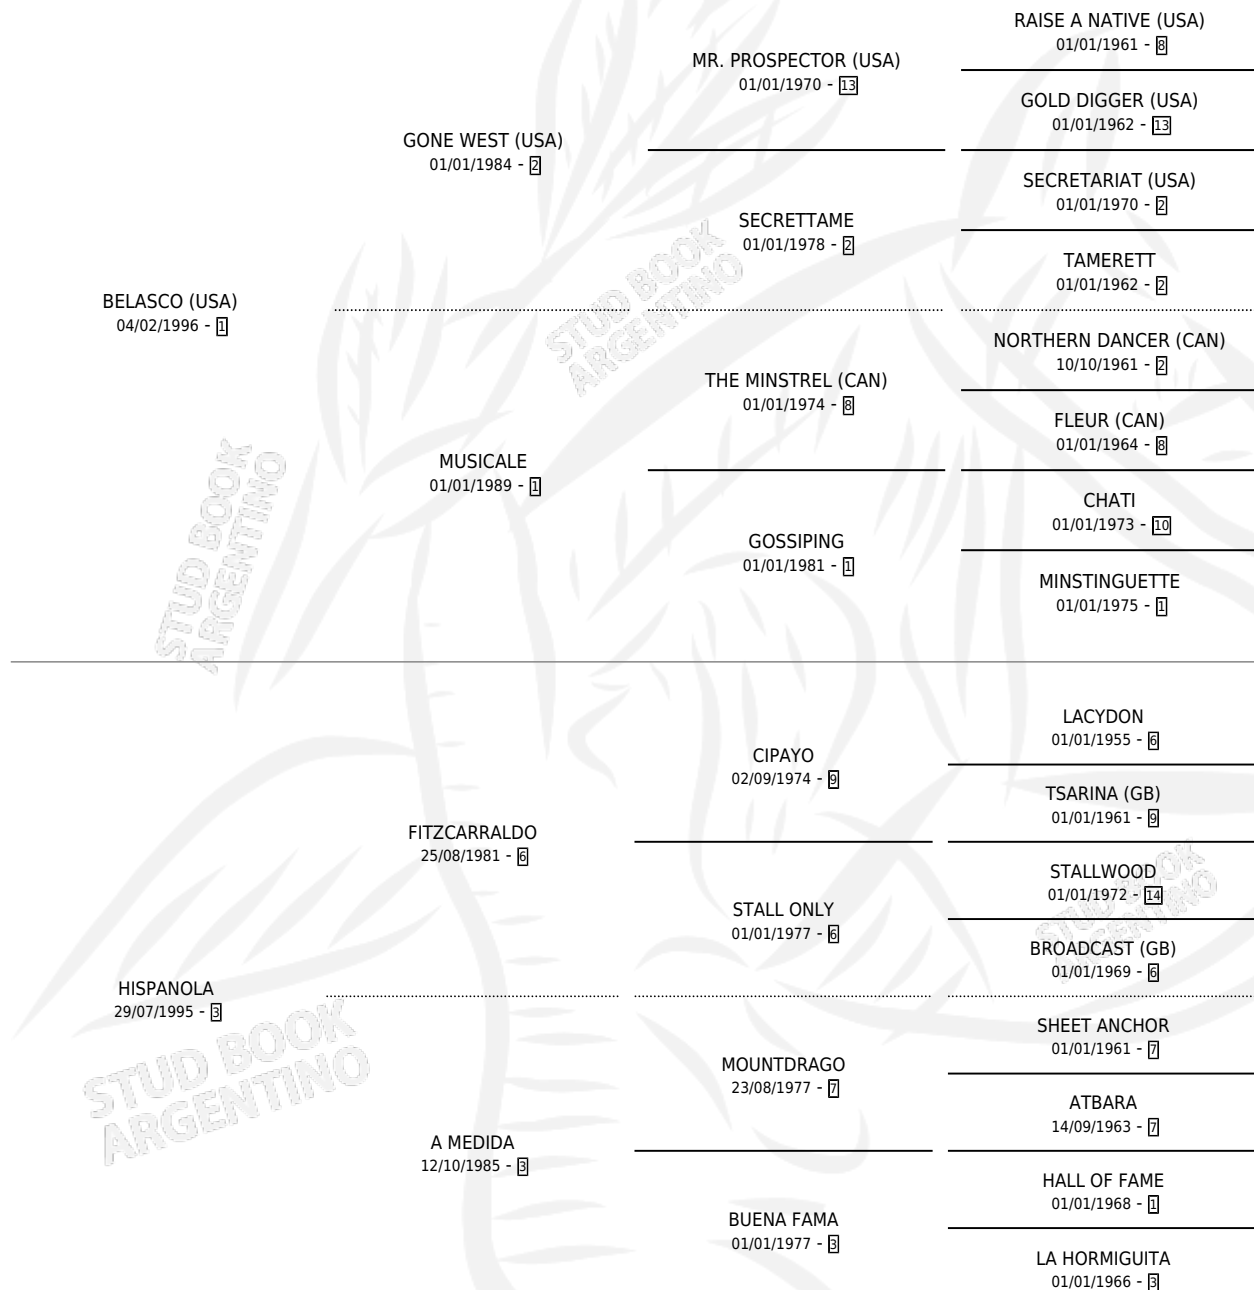 RAISE A NATIVE (USA)
01/01/1961 - 8
MR. PROSPECTOR (USA)
01/01/1970 - 13
GOLD DIGGER (USA)
01/01/1962 - 13
GONE WEST (USA)
01/01/1984 - 2
SECRETARIAT (USA)
01/01/1970 - 2
SECRETTAME
01/01/1978 - 2
TAMERETT
01/01/1962 - 2
BELASCO (USA)
04/02/1996 - 1
NORTHERN DANCER (CAN)
10/10/1961 - 2
THE MINSTREL (CAN)
01/01/1974 - 8
FLEUR (CAN)
01/01/1964 - 8
MUSICALE
01/01/1989 - 1
CHATI
01/01/1973 - 10
GOSSIPING
01/01/1981 - 1
MINSTINGUETTE
01/01/1975 - 1
LACYDON
01/01/1955 - 6
CIPAYO
02/09/1974 - 9
TSARINA (GB)
01/01/1961 - 9
FITZCARRALDO
25/08/1981 - 6
STALLWOOD
01/01/1972 - 14
STALL ONLY
01/01/1977 - 6
BROADCAST (GB)
01/01/1969 - 6
HISPANOLA
29/07/1995 - 3
SHEET ANCHOR
01/01/1961 - 7
MOUNTDRAGO
23/08/1977 - 7
ATBARA
14/09/1963 - 7
A MEDIDA
12/10/1985 - 3
HALL OF FAME
01/01/1968 - 1
BUENA FAMA
01/01/1977 - 3
LA HORMIGUITA
01/01/1966 - 3
STUD BOOK
ARGENTINO
STUD BOOK
ARGENTINO
STUD BOOK
ARGENTINO
STUD BOOK
ARGENTINO